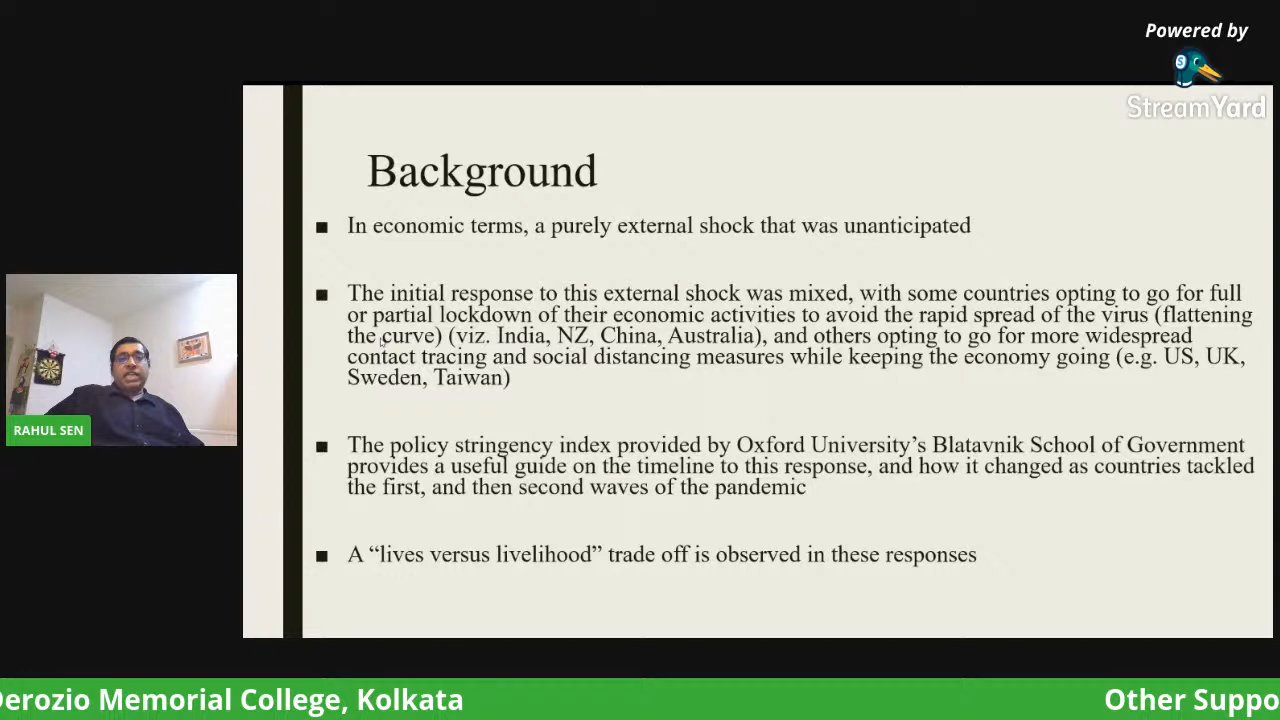 Powered by
StreamYard
Background
■ In economic terms, a purely external shock that was unanticipated
■ The initial response to this external shock was mixed, with some countries opting to go for full
or partial lockdown of their economic activities to avoid the rapid spread of the virus (flattening
the curve) (viz. India, NZ, China, Australia), and others opting to go for more widespread
contact tracing and social distancing measures while keeping the economy going (e.g. US, UK,
Sweden, Taiwan)
■ The policy stringency index provided by Oxford University’s Blatavnik School of Government
provides a useful guide on the timeline to this response, and how it changed as countries tackled
the first, and then second waves of the pandemic
■ A “lives versus livelihood” trade off is observed in these responses
RAHUL SEN
Derozio Memorial College, Kolkata
Other Suppo